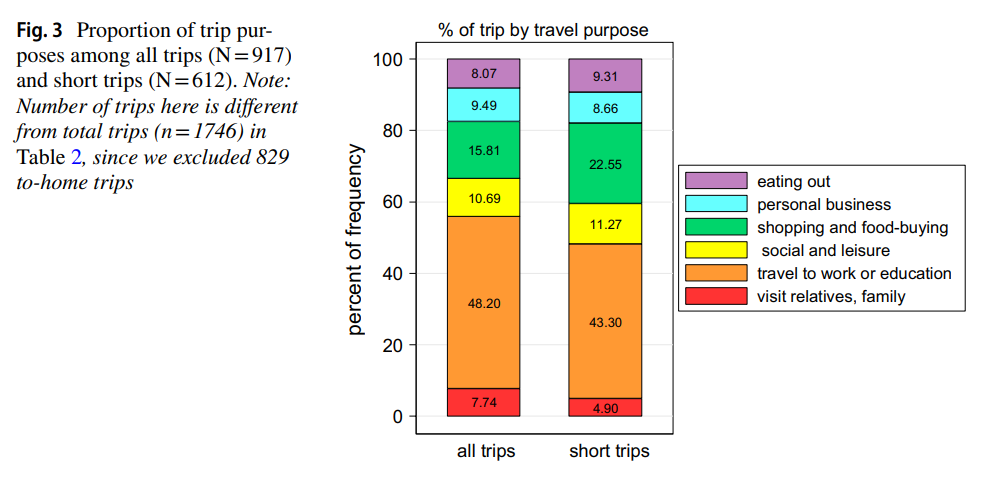 Fig. 3 Proportion of trip pur-
poses among all trips (N=917)
and short trips (N=612). Note:
Number of trips here is different
from total trips (n=1746) in
Table 2, since we excluded 829
to-home trips
% of trip by travel purpose
percent of frequency
100
80
60
40
20
0
8.07
9.49
15.81
10.69
48.20
7.74
9.31
8.66
22.55
11.27
43.30
4.90
all trips
short trips
eating out
personal business
shopping and food-buying
social and leisure
travel to work or education
visit relatives, family